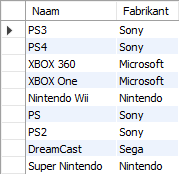 Naam Fabrikant
PS3 Sony
PS4 Sony
XBOX 360 Microsoft
XBOX One Microsoft
Nintendo Wii Nintendo
PS Sony
PS2 Sony
DreamCast Sega
Super Nintendo Nintendo